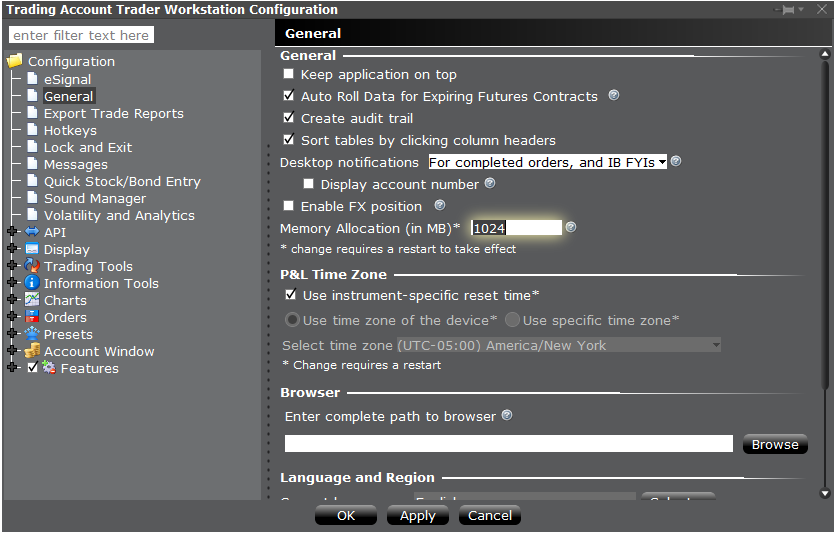 Trading Account Trader Workstation Configuration
enter filter text here
Configuration
eSignal
General
Export Trade Reports
Hotkeys
Lock and Exit
Messages
Quick Stock/Bond Entry
Sound Manager
Volatility and Analytics
API
Display
Trading Tools
Information Tools
Charts
Orders
Presets
Account Window
Features
General
General
Keep application on top
Auto Roll Data for Expiring Futures Contracts
Create audit trail
Sort tables by clicking column headers
Desktop notifications For completed orders, and IB FYIs
Display account number
Enable FX position
Memory Allocation (in MB)* 1024
* change requires a restart to take effect
P&L Time Zone
Use instrument-specific reset time*
Use time zone of the device* Use specific time zone*
Select time zone (UTC-05:00) America/New York
* Change requires a restart
Browser
Enter complete path to browser
Browse
Language and Region
OK Apply Cancel